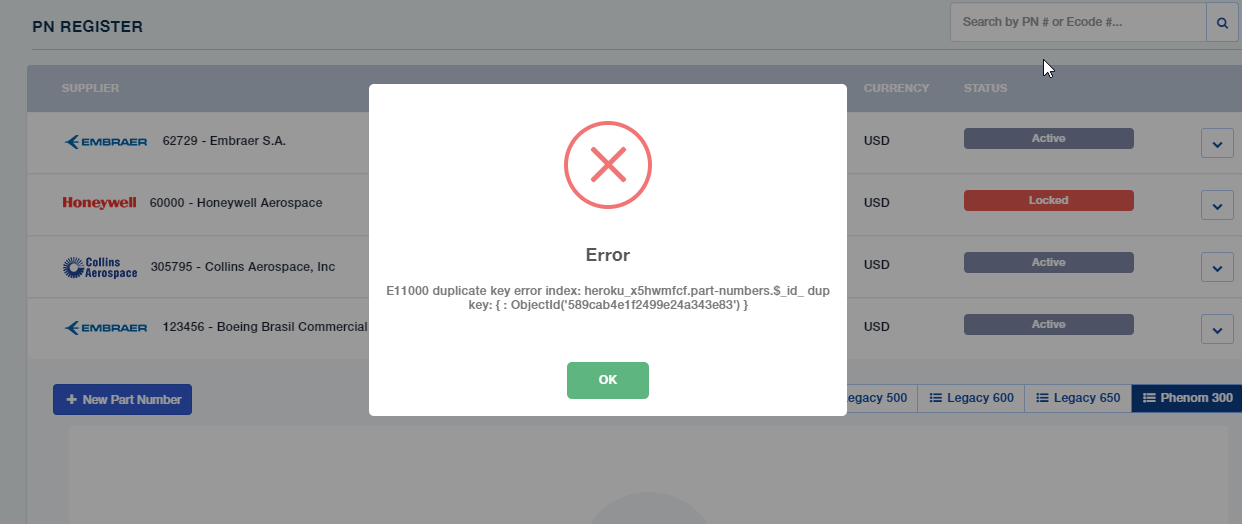 PN REGISTER
Search by PN # or Ecode #...
SUPPLIER
CURRENCY
STATUS
EMBRAER 62729 - Embraer S.A.
USD
Active
Honeywell 60000 - Honeywell Aerospace
USD
Locked
Collins
Aerospace
305795 - Collins Aerospace, Inc
USD
Active
EMBRAER 123456 - Boeing Brasil Commercial
USD
Active
Error
E11000 duplicate key error index: heroku_x5hwmfcf.part-numbers.$_id_ dup
key: { : ObjectId('589cab4e1f2499e24a343e83') }
OK
New Part Number
egacy 500
Legacy 600
Legacy 650
Phenom 300